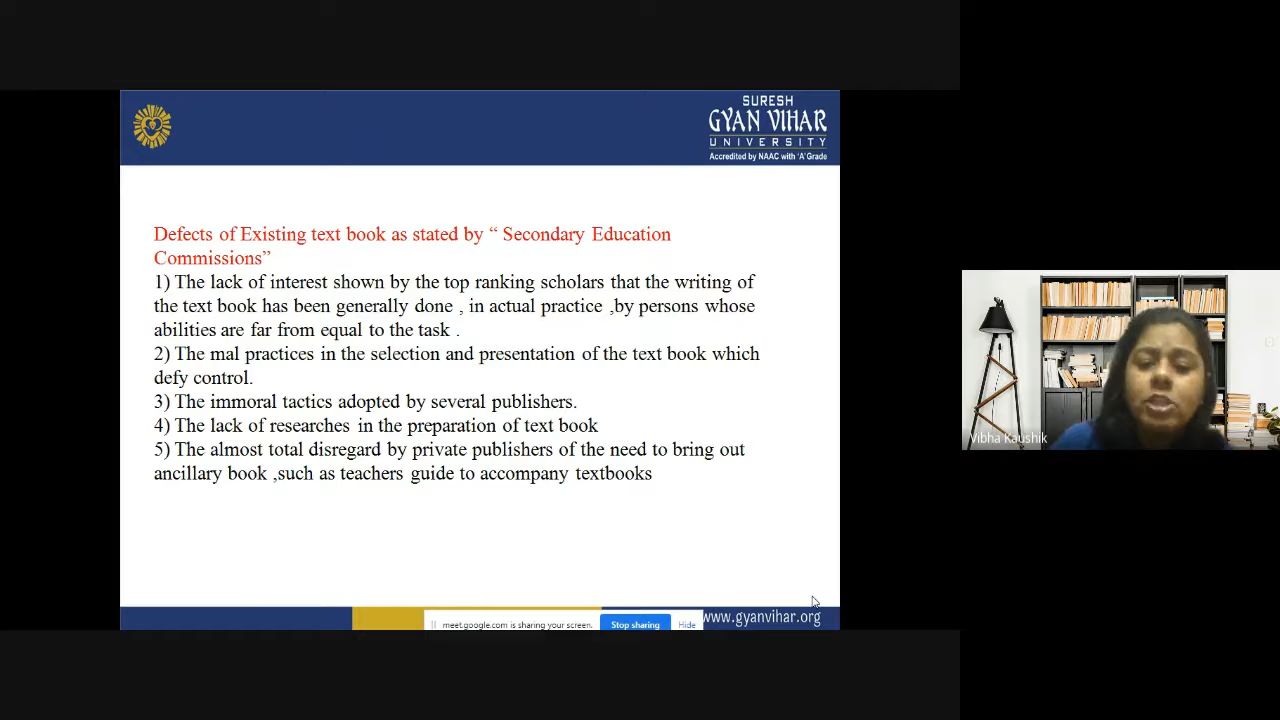 SURESH
GYAN VIHAR
UNIVERSITY
Accredited by NAAC with 'A' Grade
Defects of Existing text book as stated by “ Secondary Education
Commissions”
1) The lack of interest shown by the top ranking scholars that the writing of
the text book has been generally done , in actual practice ,by persons whose
abilities are far from equal to the task .
2) The mal practices in the selection and presentation of the text book which
defy control.
3) The immoral tactics adopted by several publishers.
4) The lack of researches in the preparation of text book
5) The almost total disregard by private publishers of the need to bring out
ancillary book ,such as teachers guide to accompany textbooks
meet.google.com is sharing your screen. Stop sharing Hide
www.gyanvihar.org
Vibha Kaushik